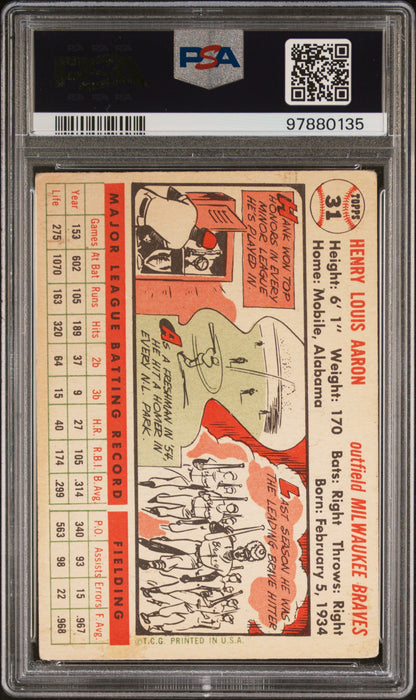 PSA
97880135
TOPPS
31
HENRY LOUIS AARON
outfield MILWAUKEE BRAVES
Height: 6' 1" Weight: 170 Bats: Right Throws: Right
Home: Mobile, Alabama Born: February 5, 1934
HANK WON TOP
HONORS IN EVERY
MINOR LEAGUE
HE'S PLAYED IN
AS A FRESHMAN IN '54,
HE HIT A HOMER IN
EVERY N.L. PARK
LAST SEASON HE WAS
THE LEADING BRAVE HITTER
MAJOR LEAGUE BATTING RECORD FIELDING
Games At Bat Runs Hits 2b 3b H.R. R.B.I. B.Avg. P.O. Assists Errors F. Avg.
Year 153 602 105 189 37 9 27 106 .314 340 93 15 .967
Life 275 1070 163 320 64 15 40 174 .299 563 98 22 .968
T.C.G. PRINTED IN U.S.A.